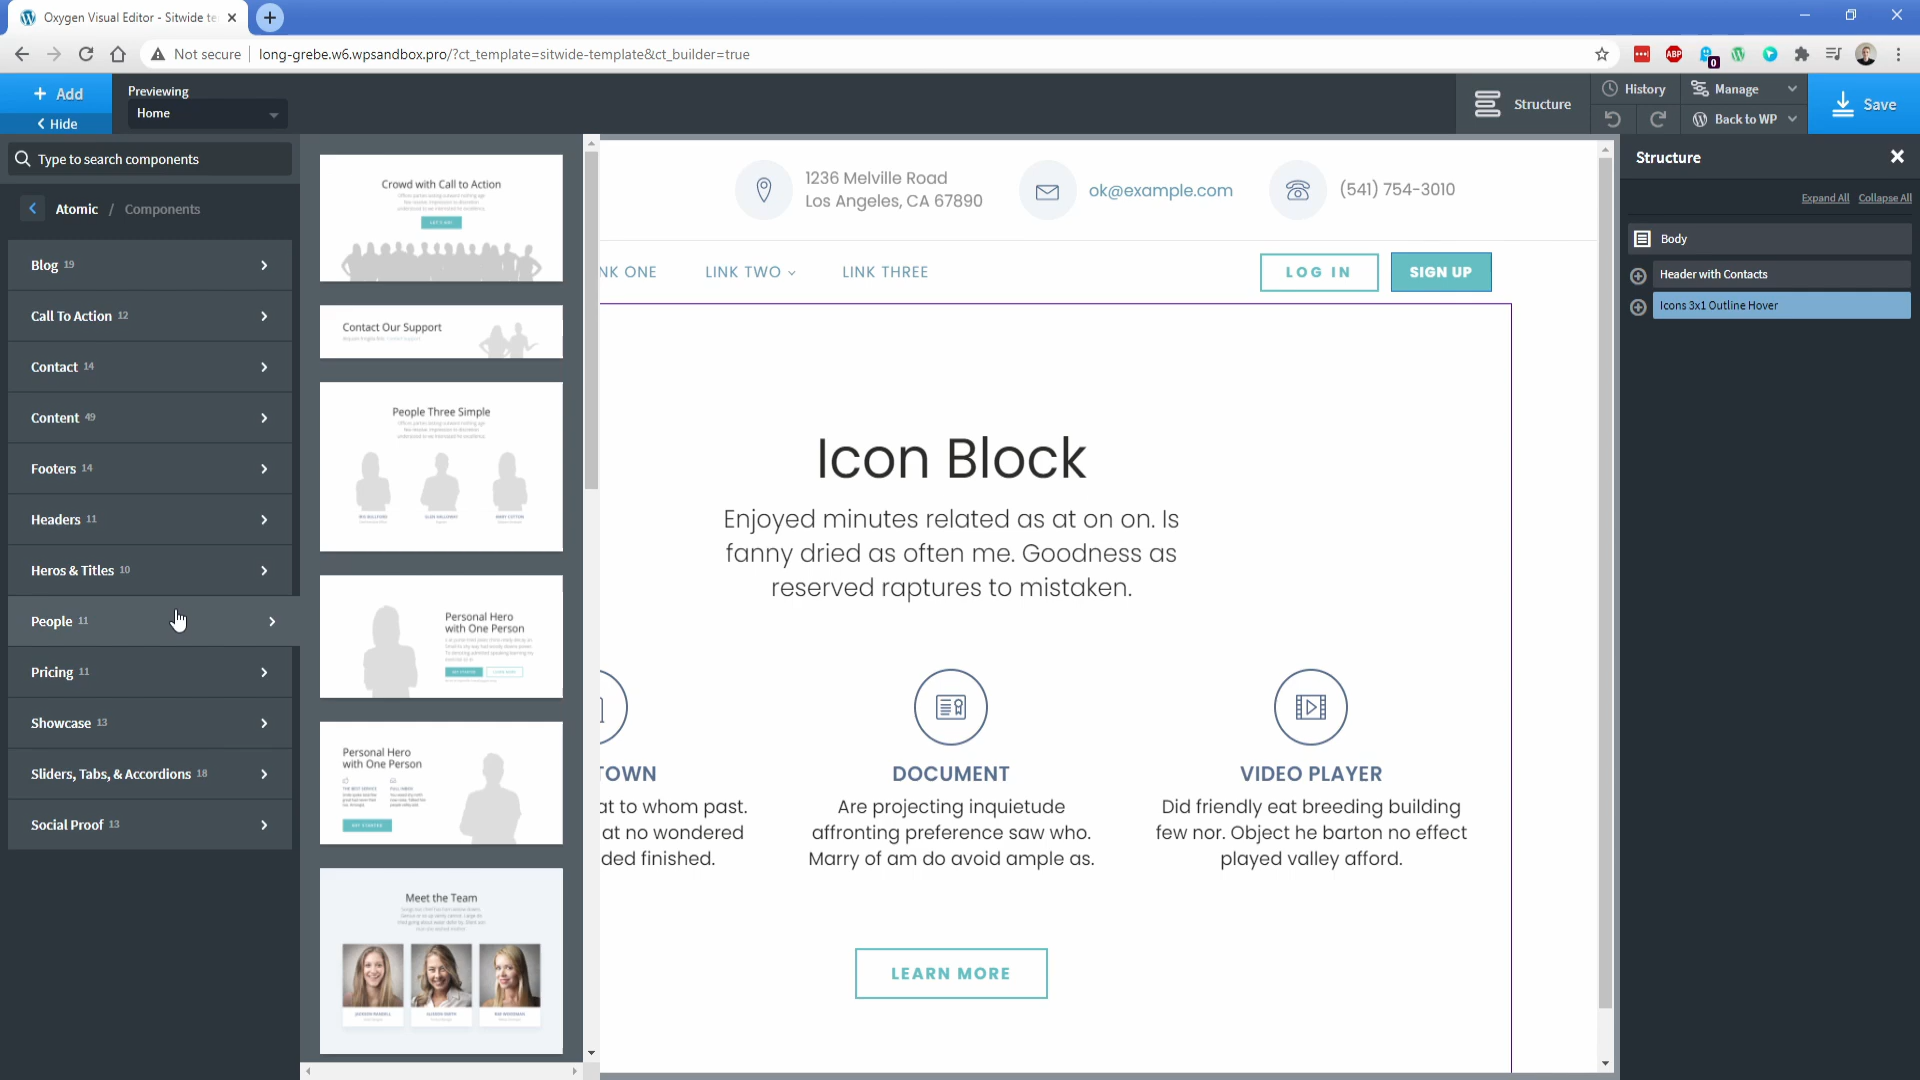 Oxygen Visual Editor - Sitwide te
Not secure
long-grebe.w6.wpsandbox.pro/?ct_template=sitwide-template&ct_builder=true
ABP
0
+ Add
Hide
Previewing
Home
Structure
History
Manage
Back to WP
Save
Type to search components
Atomic / Components
Blog 19
Call To Action 12
Contact 14
Content 49
Footers 14
Headers 11
Heros & Titles 10
People 11
Pricing 11
Showcase 13
Sliders, Tabs, & Accordions 18
Social Proof 13
Crowd with Call to Action
Contact Our Support
People Three Simple
Personal Hero
with One Person
Personal Hero
with One Person
Meet the Team
1236 Melville Road
Los Angeles, CA 67890
ok@example.com
(541) 754-3010
NK ONE
LINK TWO
LINK THREE
LOG IN
SIGN UP
Icon Block
Enjoyed minutes related as at on on. Is
fanny dried as often me. Goodness as
reserved raptures to mistaken.
TOWN
at to whom past.
at no wondered
ded finished.
DOCUMENT
Are projecting inquietude
affronting preference saw who.
Marry of am do avoid ample as.
VIDEO PLAYER
Did friendly eat breeding building
few nor. Object he barton no effect
played valley afford.
LEARN MORE
Structure
Expand All
Collapse All
Body
Header with Contacts
Icons 3x1 Outline Hover